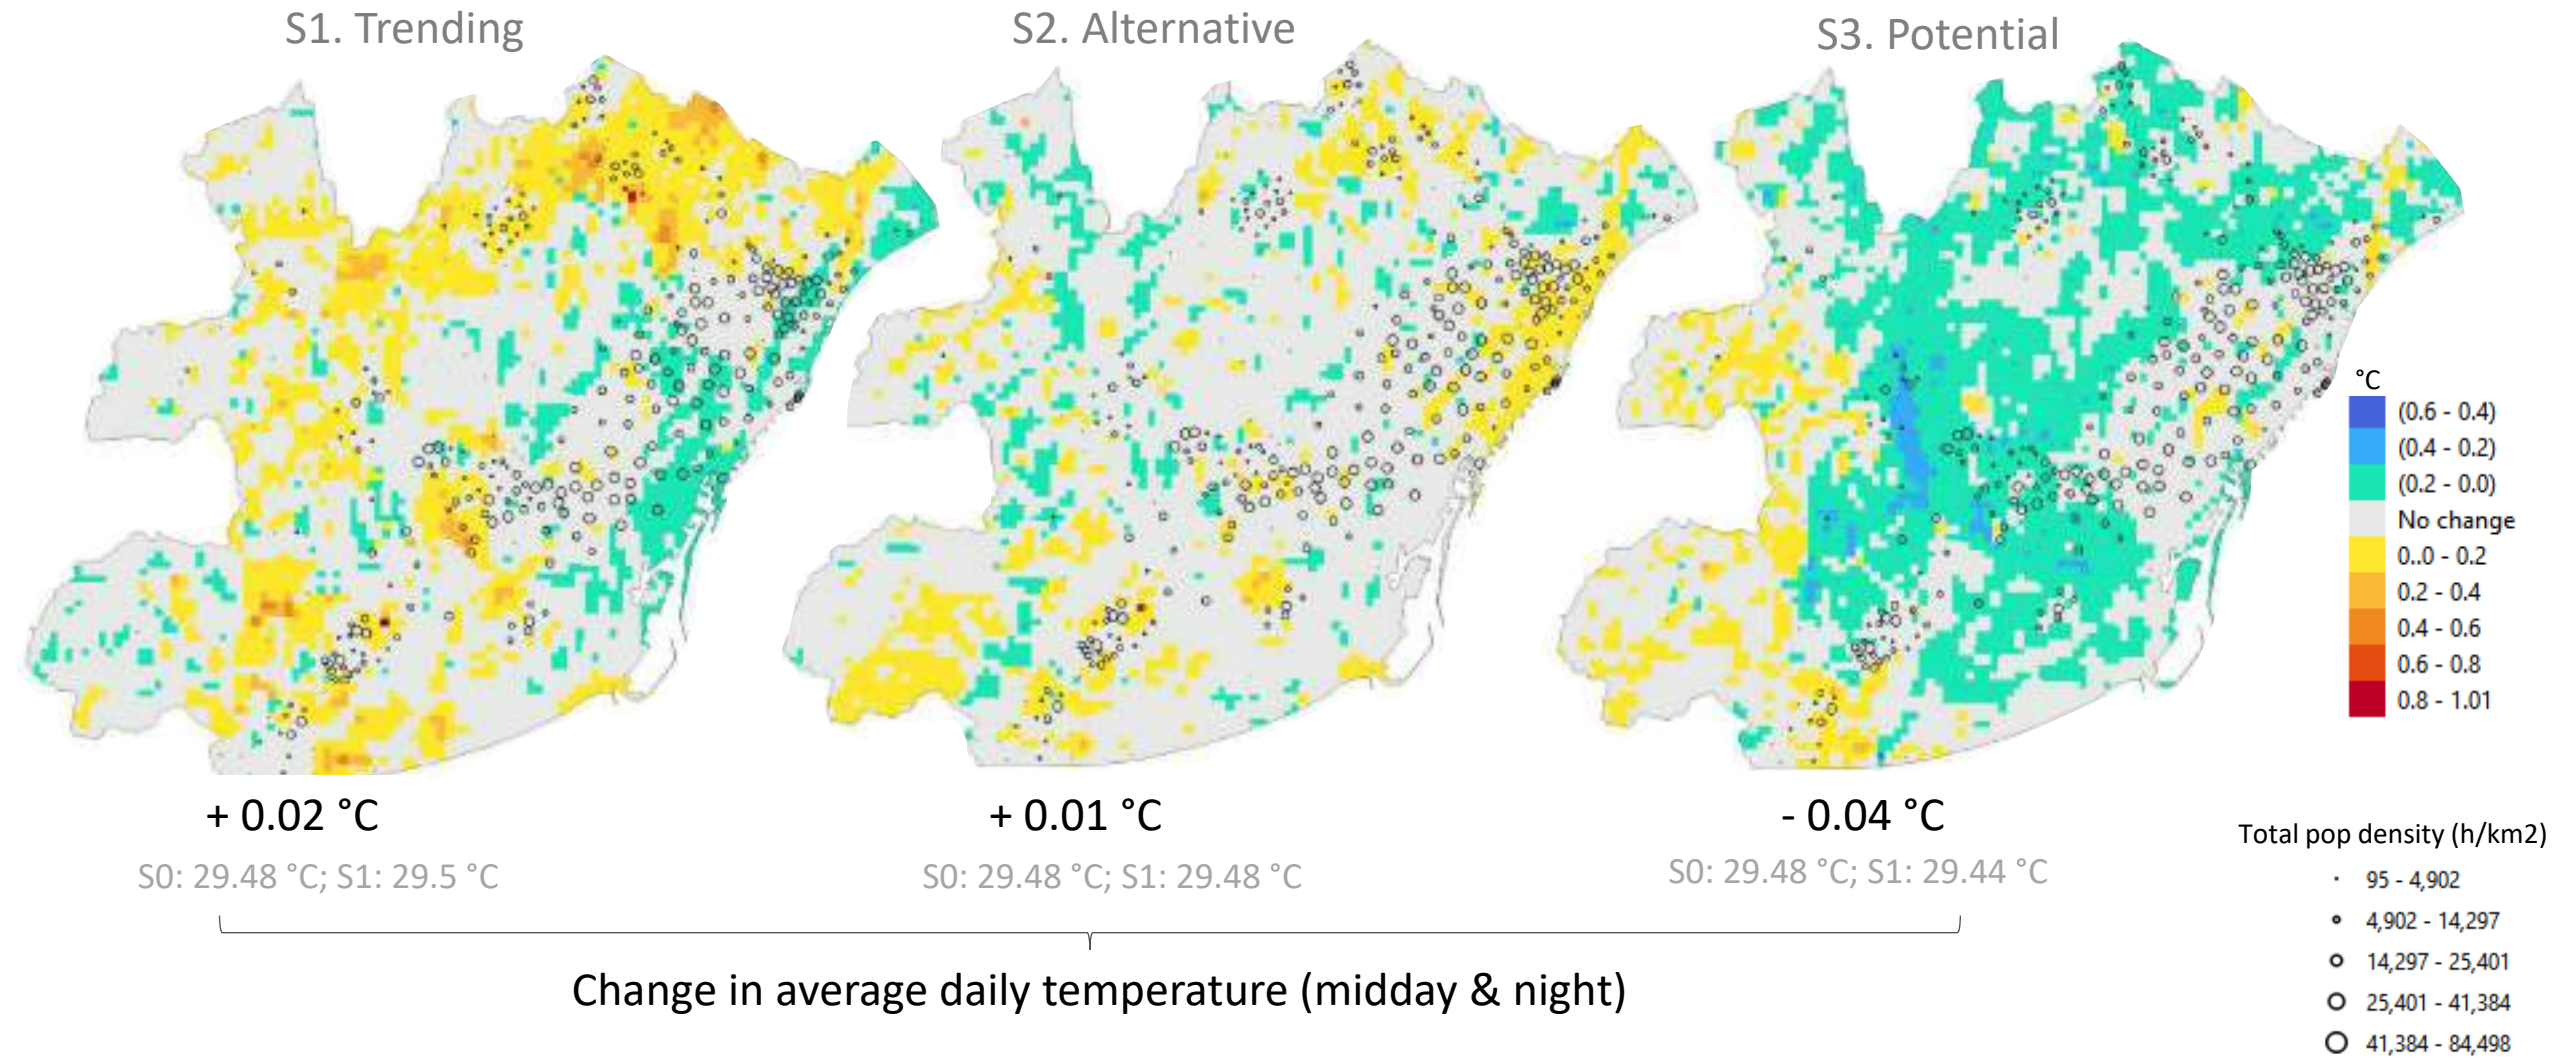 S1. Trending
S2. Alternative
S3. Potential
°C
(0.6 - 0.4)
(0.4 - 0.2)
(0.2 - 0.0)
No change
0..0 - 0.2
0.2 - 0.4
0.4 - 0.6
0.6 - 0.8
0.8 - 1.01
+ 0.02 °C
+ 0.01 °C
- 0.04 °C
S0: 29.48 °C; S1: 29.5 °C
S0: 29.48 °C; S1: 29.48 °C
S0: 29.48 °C; S1: 29.44 °C
Change in average daily temperature (midday & night)
Total pop density (h/km2)
95 - 4,902
4,902 - 14,297
14,297 - 25,401
25,401 - 41,384
41,384 - 84,498